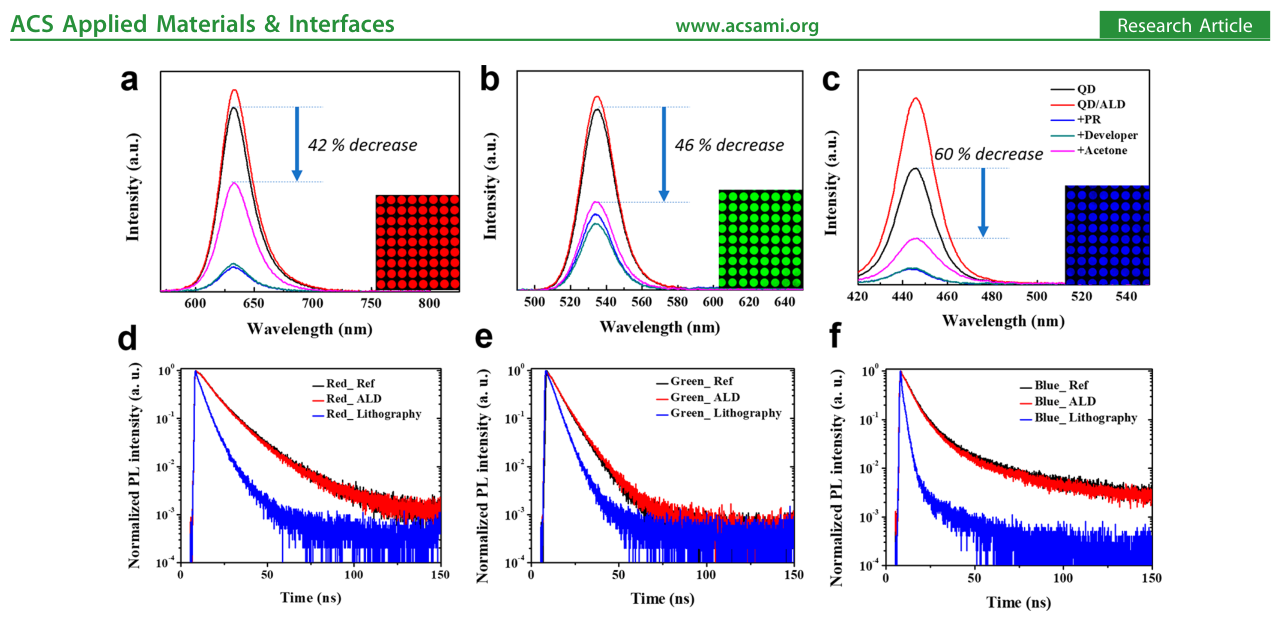 ACS Applied Materials & Interfaces www.acsami.org Research Article
a
Intensity (a.u.)
42 % decrease
600 650 700 750 800
Wavelength (nm)
b
Intensity (a.u.)
46 % decrease
500 520 540 560 580 600 620 640
Wavelength (nm)
c
Intensity (a.u.)
QD
QD/ALD
+PR
+Developer
+Acetone
60 % decrease
420 440 460 480 500 520 540
Wavelength (nm)
d
Normalized PL intensity (a. u.)
10⁰
10⁻¹
10⁻²
10⁻³
10⁻⁴
Red_ Ref
Red_ ALD
Red_ Lithography
0 50 100 150
Time (ns)
e
Normalized PL intensity (a. u.)
10⁰
10⁻¹
10⁻²
10⁻³
10⁻⁴
Green_ Ref
Green_ ALD
Green_ Lithography
0 50 100 150
Time (ns)
f
Normalized PL intensity (a. u.)
10⁰
10⁻¹
10⁻²
10⁻³
10⁻⁴
Blue_ Ref
Blue_ ALD
Blue_ Lithography
0 50 100 150
Time (ns)